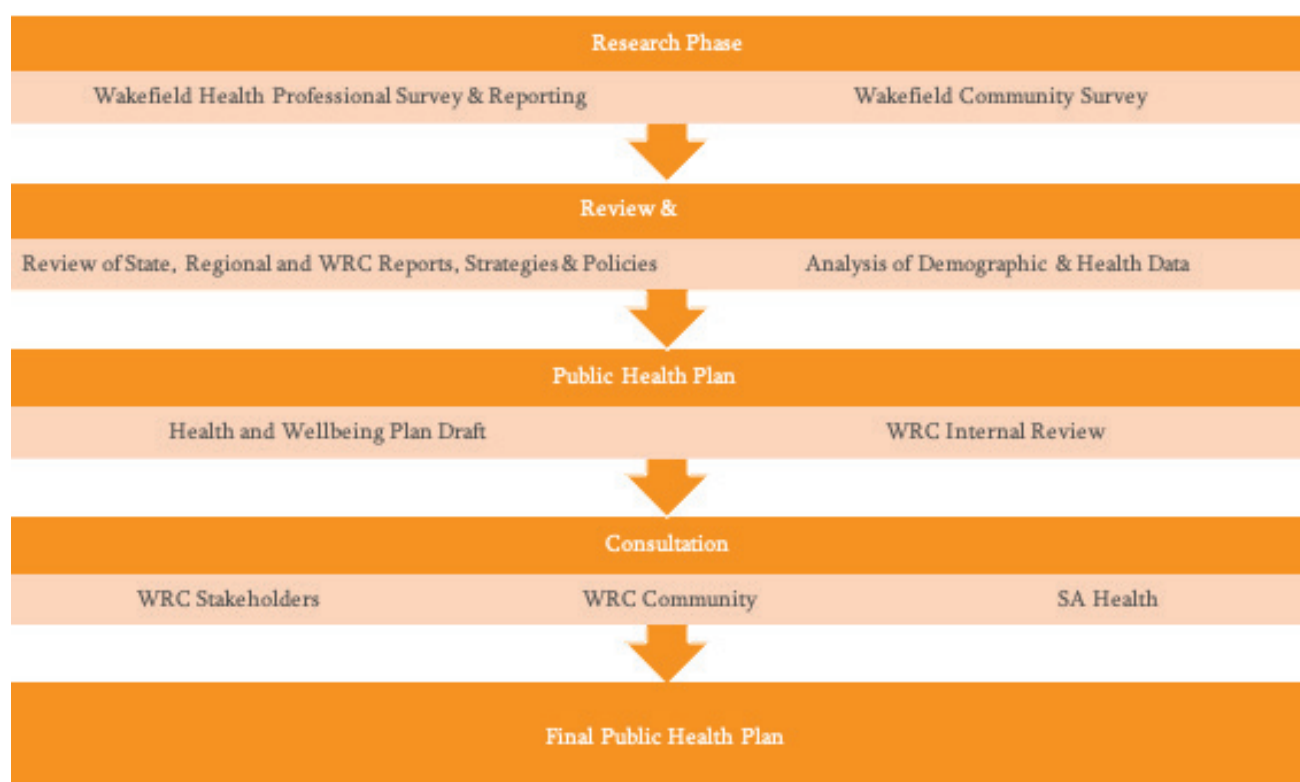 Research Phase
Wakefield Health Professional Survey & Reporting Wakefield Community Survey
Review &
Review of State, Regional and WRC Reports, Strategies & Policies Analysis of Demographic & Health Data
Public Health Plan
Health and Wellbeing Plan Draft WRC Internal Review
Consultation
WRC Stakeholders WRC Community SA Health
Final Public Health Plan